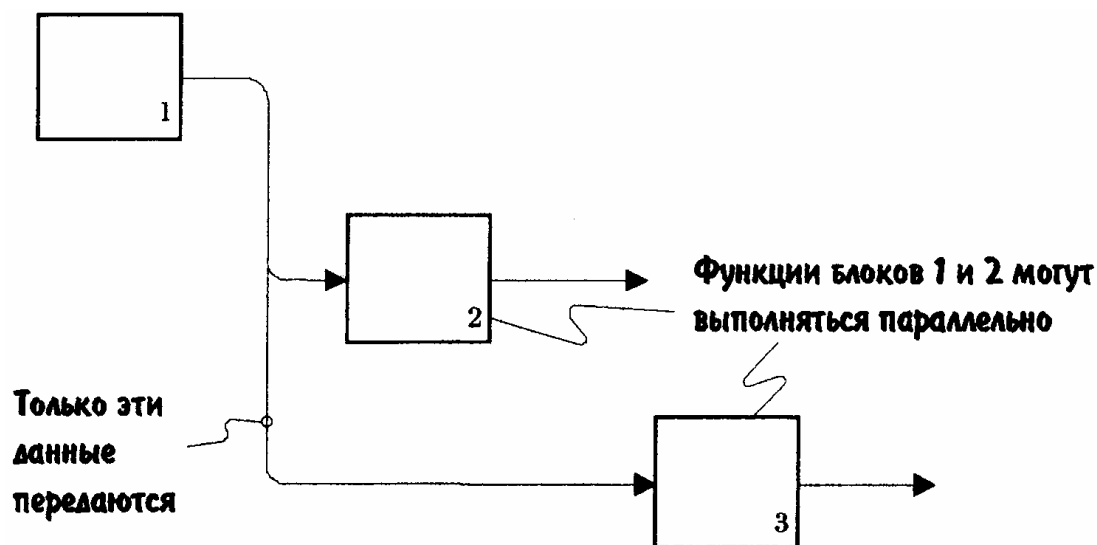 1
2
Функции блоков 1 и 2 могут
выполняться параллельно
Только эти
данные
передаются
3